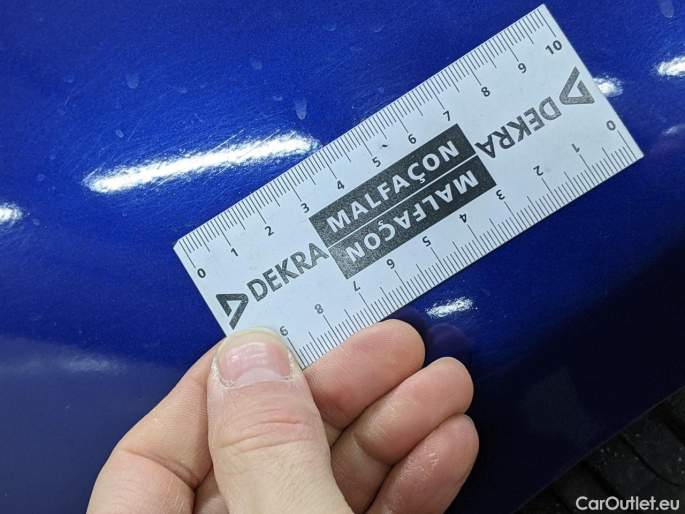 0 1 2 3 4 5 6 7 8 9 10
DEKRA MALFAÇON DEKRA
DEKRA MALFAÇON
0 1 2 3 4 5 6 7 8 9
CarOutlet.eu